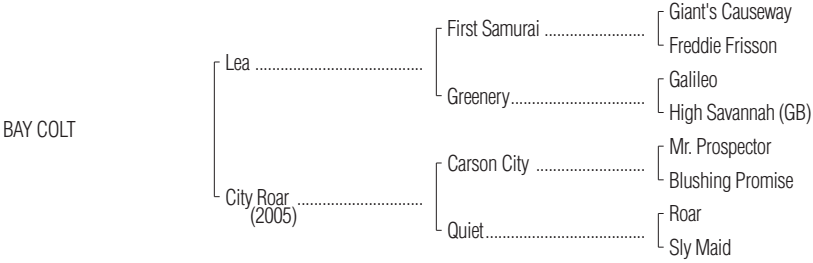 Giant's Causeway
First Samurai ........................
Freddie Frisson
Lea ........................................
Galileo
Greenery................................
High Savannah (GB)
BAY COLT
Mr. Prospector
Carson City ..........................
Blushing Promise
City Roar ..............................
(2005)
Roar
Quiet......................................
Sly Maid